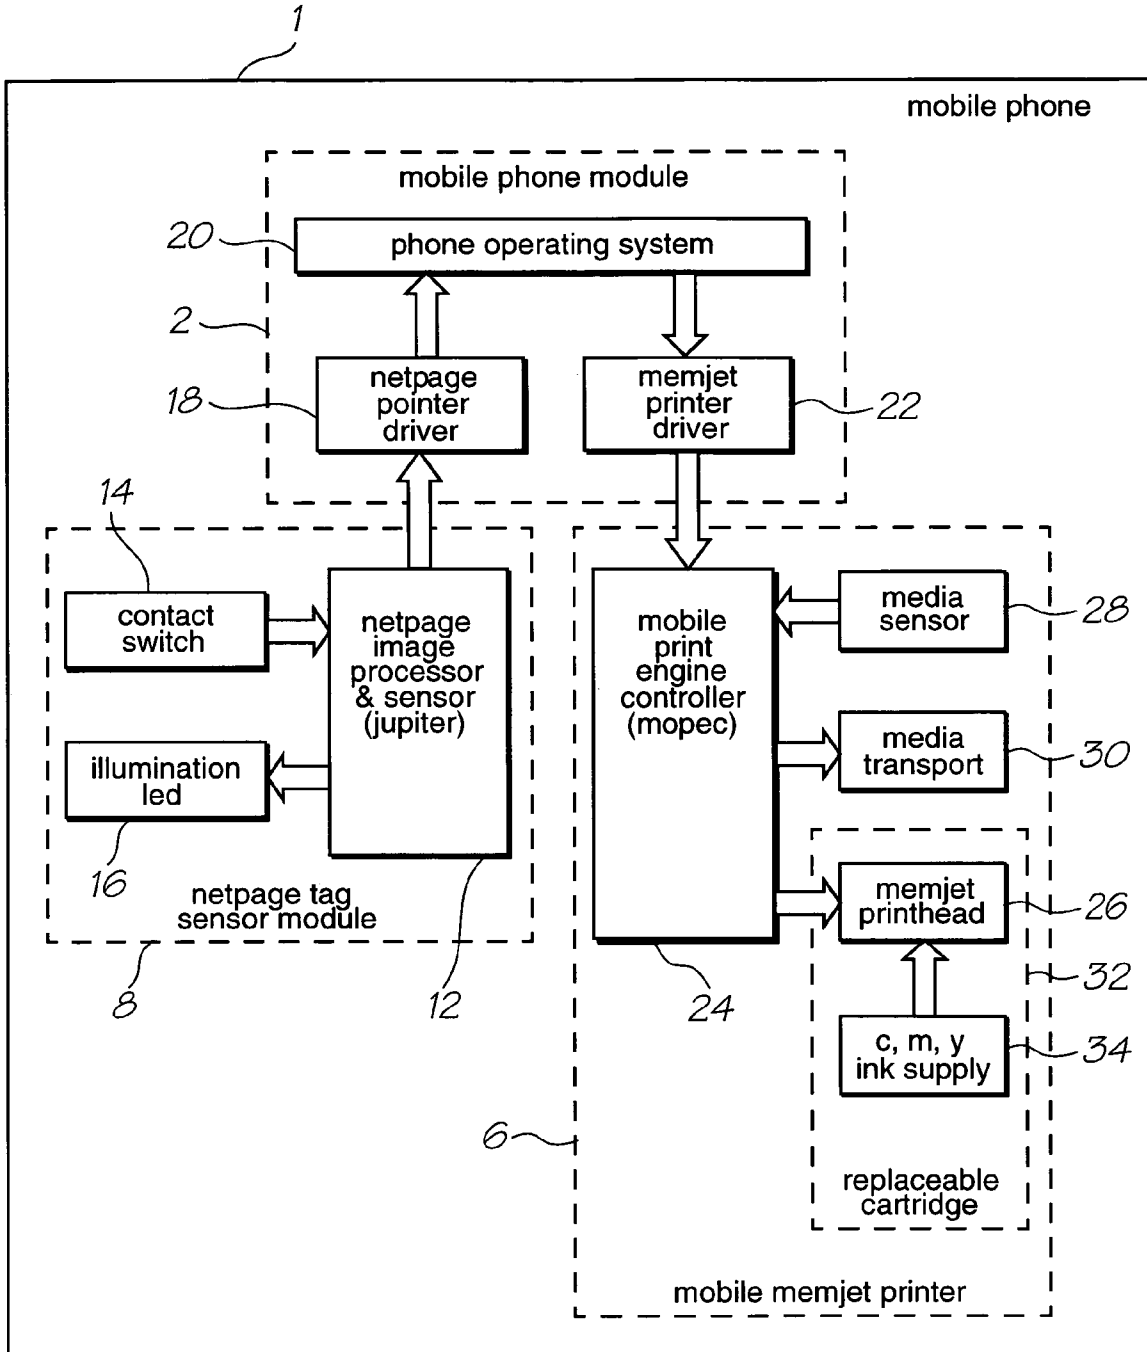 1
mobile phone
mobile phone module
20
phone operating system
2
18
netpage
pointer
driver
memjet
printer
driver
22
14
contact
switch
netpage
image
processor
& sensor
(jupiter)
illumination
led
16
netpage tag
sensor module
8
12
mobile
print
engine
controller
(mopec)
media
sensor
28
media
transport
30
memjet
printhead
26
24
32
c, m, y
ink supply
34
6
replaceable
cartridge
mobile memjet printer